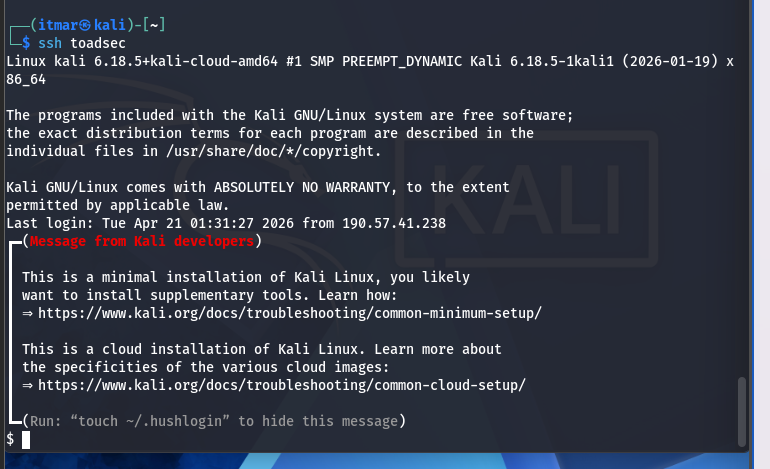 ┌──(itmar㉿kali)-[~]
└─$ ssh toadsec
Linux kali 6.18.5+kali-cloud-amd64 #1 SMP PREEMPT_DYNAMIC Kali 6.18.5-1kali1 (2026-01-19) x
86_64
The programs included with the Kali GNU/Linux system are free software;
the exact distribution terms for each program are described in the
individual files in /usr/share/doc/*/copyright.
Kali GNU/Linux comes with ABSOLUTELY NO WARRANTY, to the extent
permitted by applicable law.
Last login: Tue Apr 21 01:31:27 2026 from 190.57.41.238
┏━(Message from Kali developers)
┃ This is a minimal installation of Kali Linux, you likely
┃ want to install supplementary tools. Learn how:
┃ ⇒ https://www.kali.org/docs/troubleshooting/common-minimum-setup/
┃ This is a cloud installation of Kali Linux. Learn more about
┃ the specificities of the various cloud images:
┃ ⇒ https://www.kali.org/docs/troubleshooting/common-cloud-setup/
┗━(Run: “touch ~/.hushlogin” to hide this message)
$
KALI